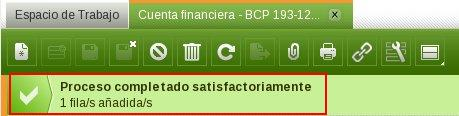 Espacio de Trabajo
Cuenta financiera - BCP 193-12...
Proceso completado satisfactoriamente
1 fila/s añadida/s